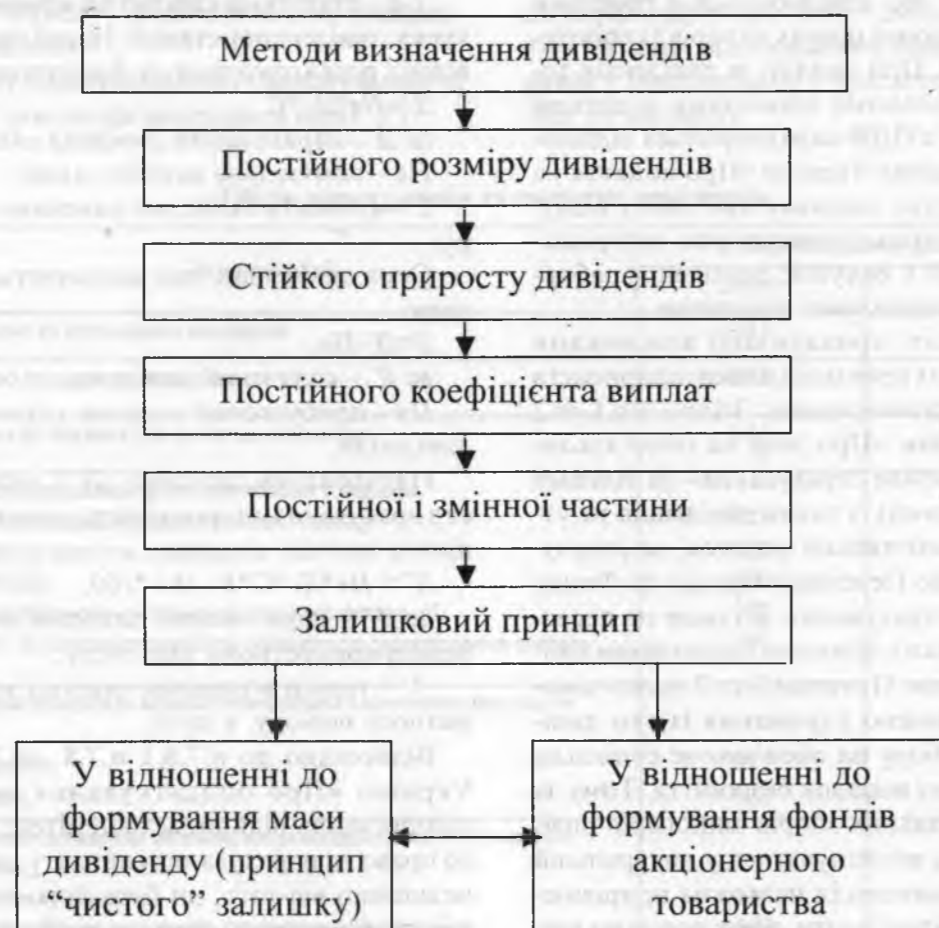 Методи визначення дивідендів
Постійного розміру дивідендів
Стійкого приросту дивідендів
Постійного коефіцієнта виплат
Постійної і змінної частини
Залишковий принцип
У відношенні до
формування маси
дивіденду (принцип
“чистого” залишку)
У відношенні до
формування фондів
акціонерного
товариства